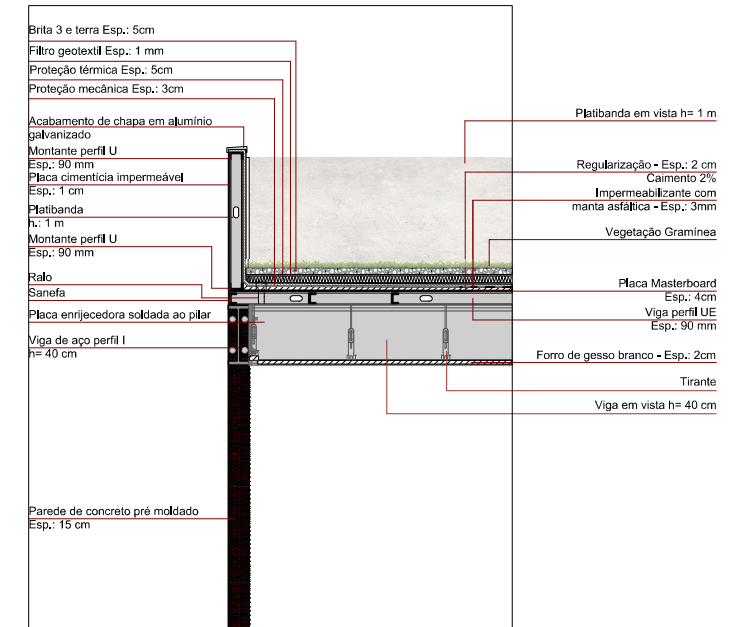 Brita 3 e terra Esp.: 5cm
Filtro geotextil Esp.: 1 mm
Proteção térmica Esp.: 5cm
Proteção mecânica Esp.: 3cm
Acabamento de chapa em alumínio
galvanizado
Montante perfil U
Esp.: 90 mm
Placa cimentícia impermeável
Esp.: 1 cm
Platibanda
h.: 1 m
Montante perfil U
Esp.: 90 mm
Ralo
Sanefa
Placa enrijecedora soldada ao pilar
Viga de aço perfil I
h= 40 cm
Parede de concreto pré moldado
Esp.: 15 cm
Platibanda em vista h= 1 m
Regularização - Esp.: 2 cm
Caimento 2%
Impermeabilizante com
manta asfáltica - Esp.: 3mm
Vegetação Gramínea
Placa Masterboard
Esp.: 4cm
Viga perfil UE
Esp.: 90 mm
Forro de gesso branco - Esp.: 2cm
Tirante
Viga em vista h= 40 cm